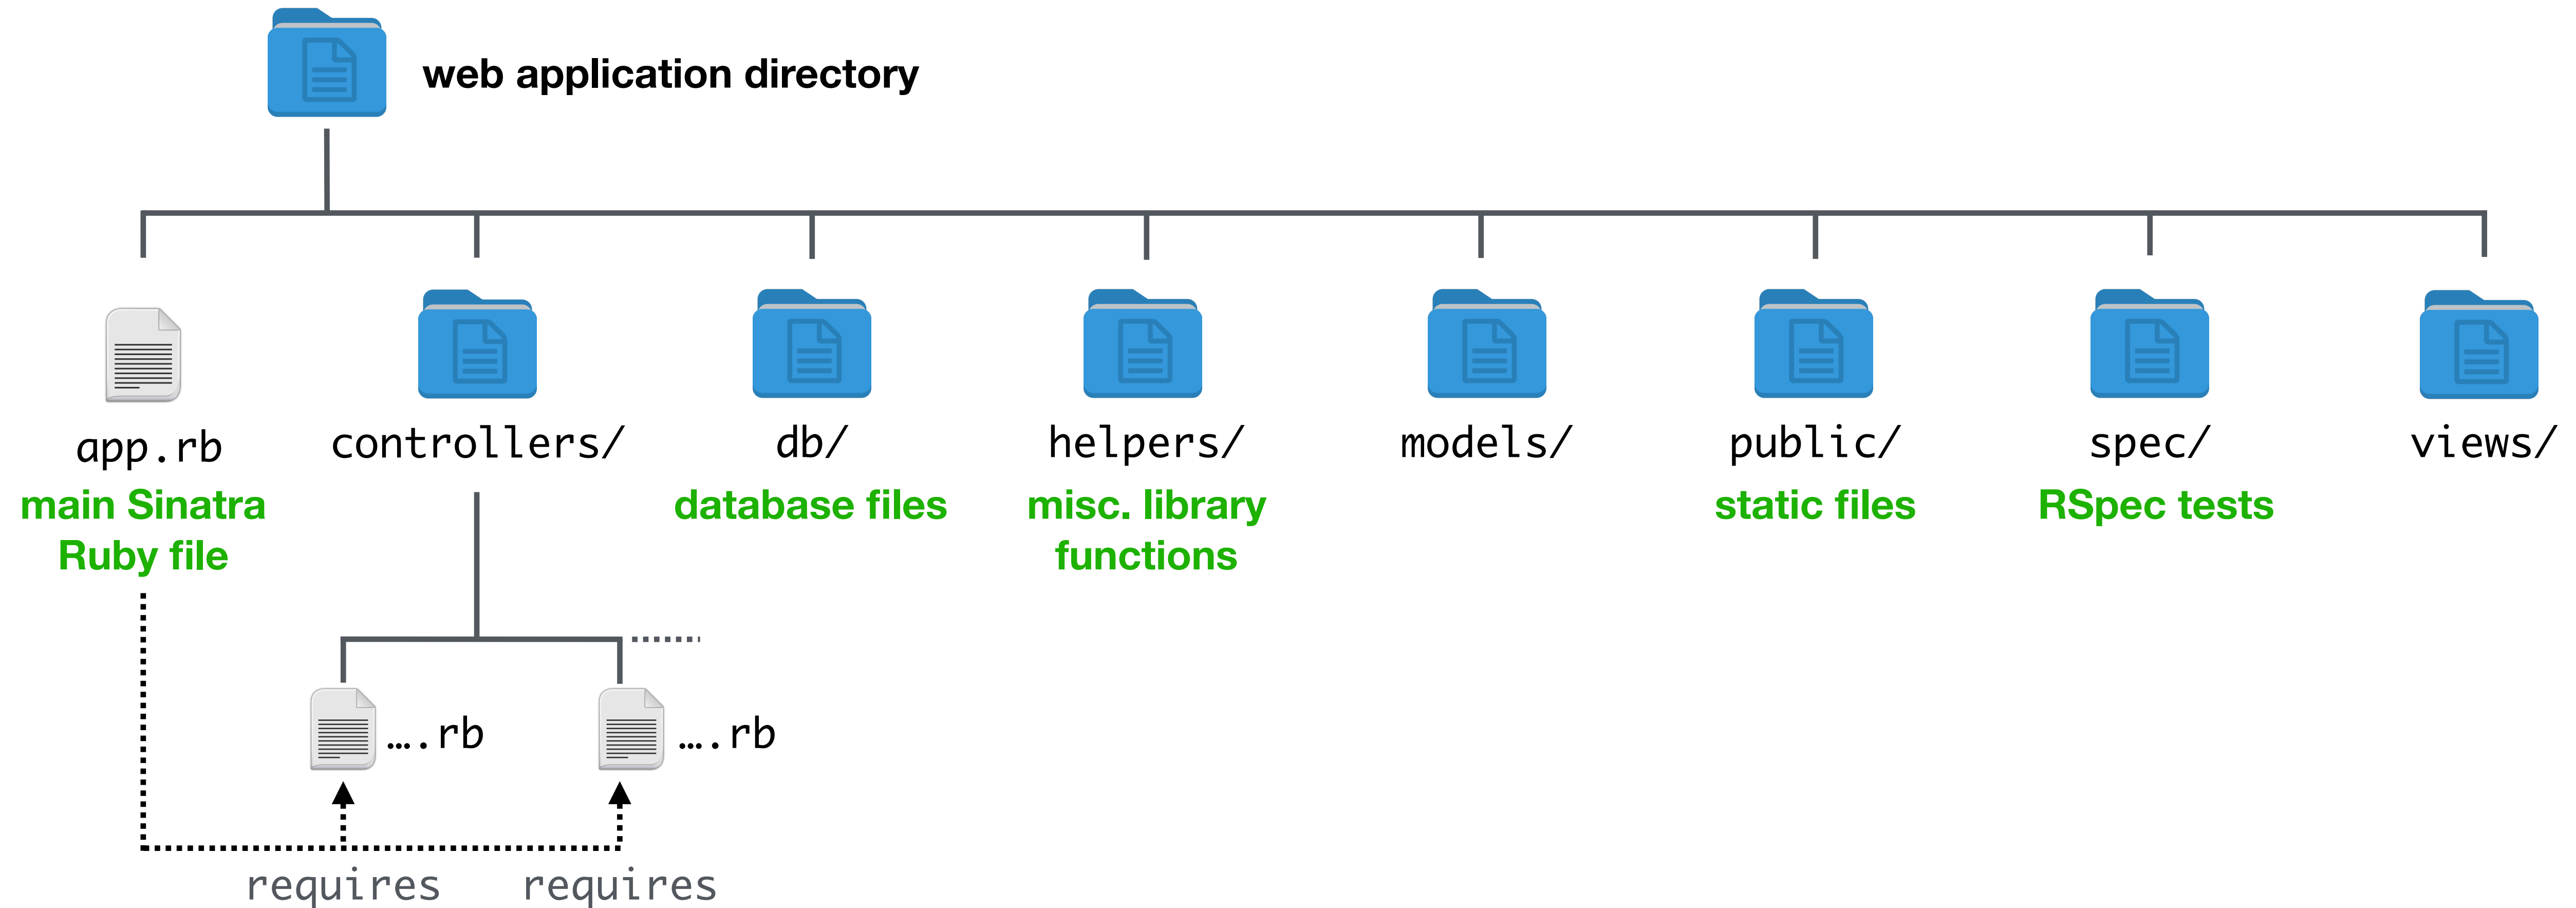 web application directory
app.rb
controllers/
db/
helpers/
models/
public/
spec/
views/
main Sinatra
Ruby file
database files
misc. library
functions
static files
RSpec tests
….rb
….rb
requires
requires